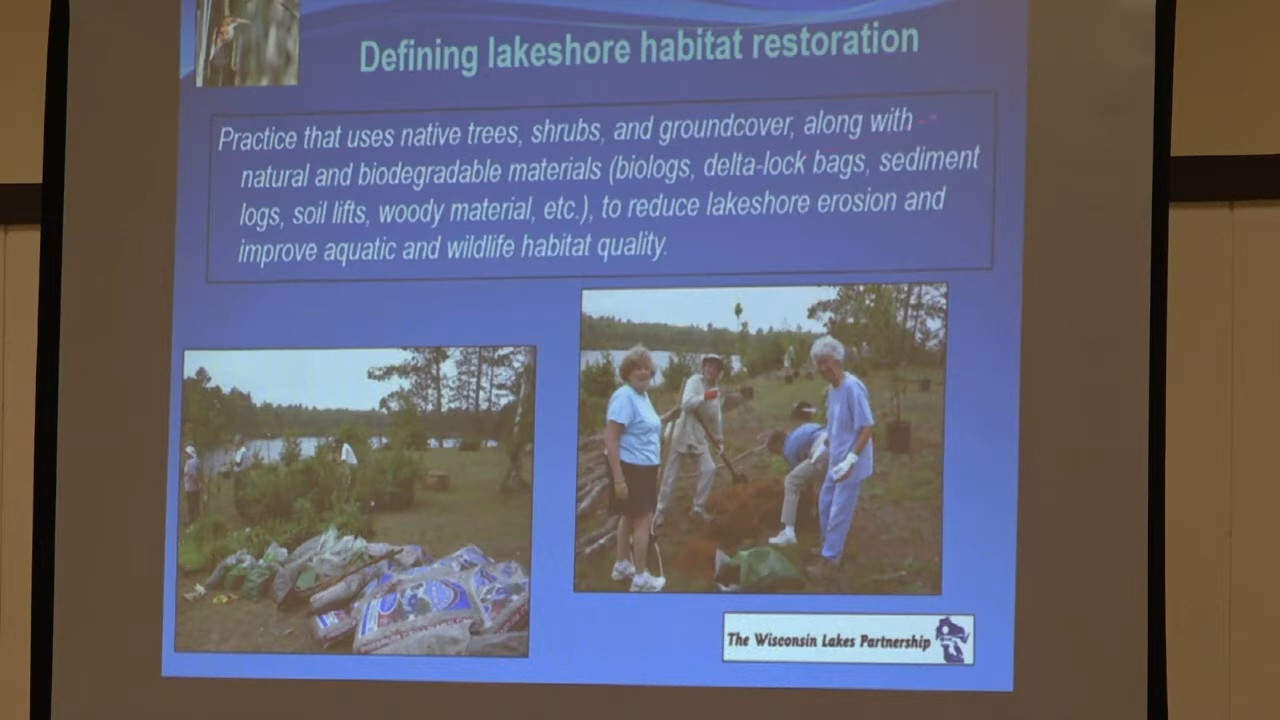 Defining lakeshore habitat restoration
Practice that uses native trees, shrubs, and groundcover, along with
natural and biodegradable materials (biologs, delta-lock bags, sediment
logs, soil lifts, woody material, etc.), to reduce lakeshore erosion and
improve aquatic and wildlife habitat quality.
The Wisconsin Lakes Partnership